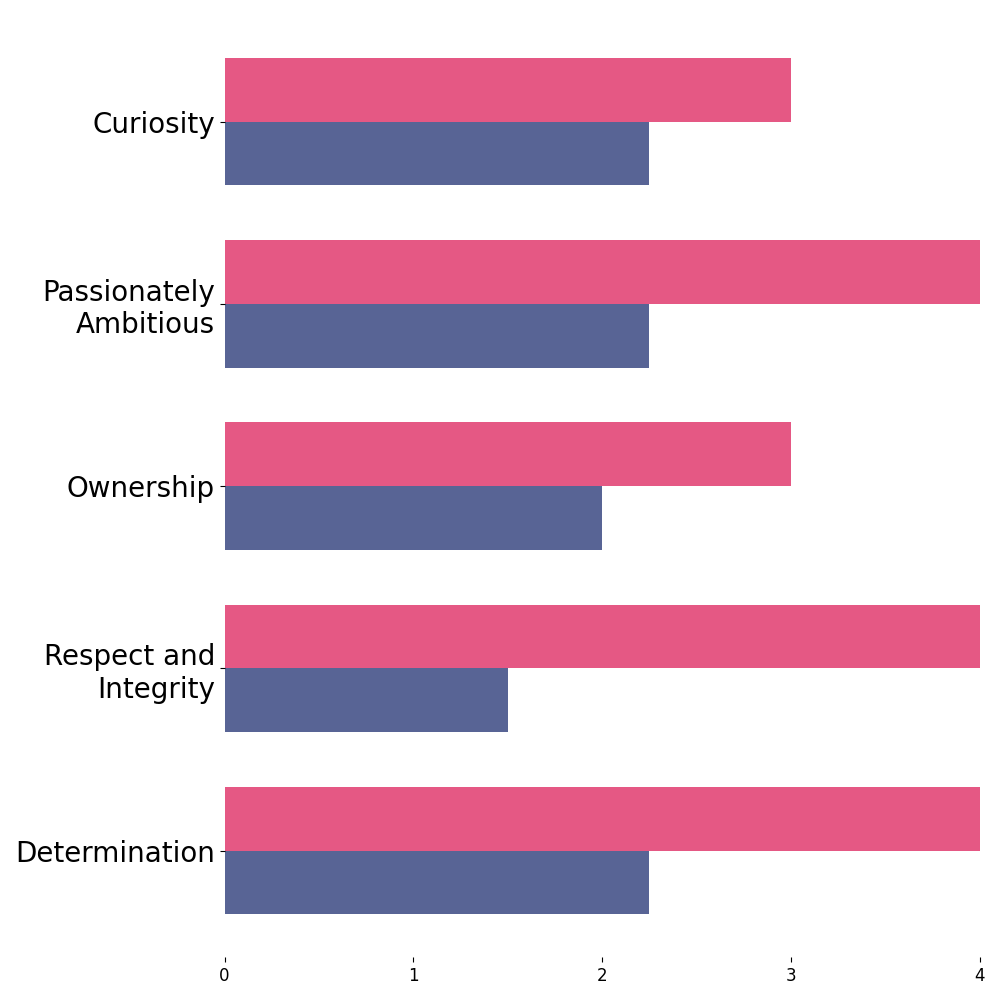 Curiosity
Passionately
Ambitious
Ownership
Respect and
Integrity
Determination
0 1 2 3 4